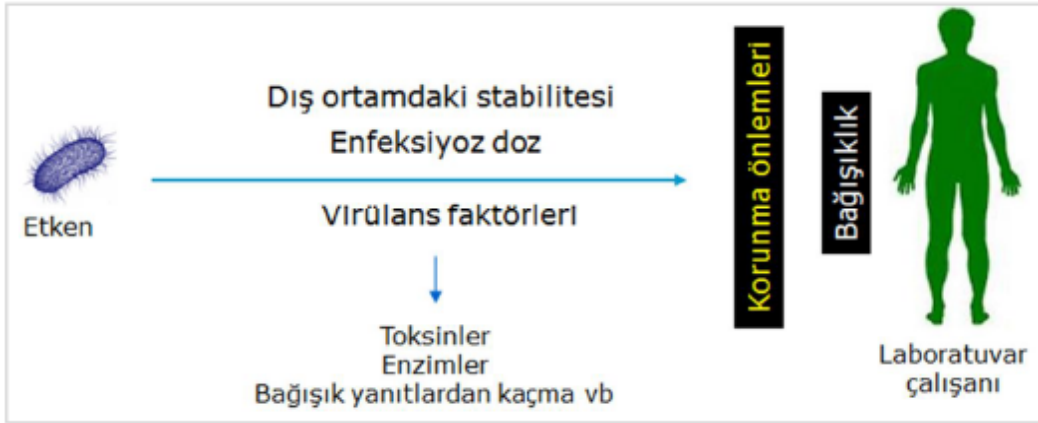 Dış ortamdaki stabilitesi
Enfeksiyoz doz
Etken
Virülans faktörleri
Toksinler
Enzimler
Bağışık yanıtlardan kaçma vb
Korunma önlemleri
Bağışıklık
Laboratuvar
çalışanı